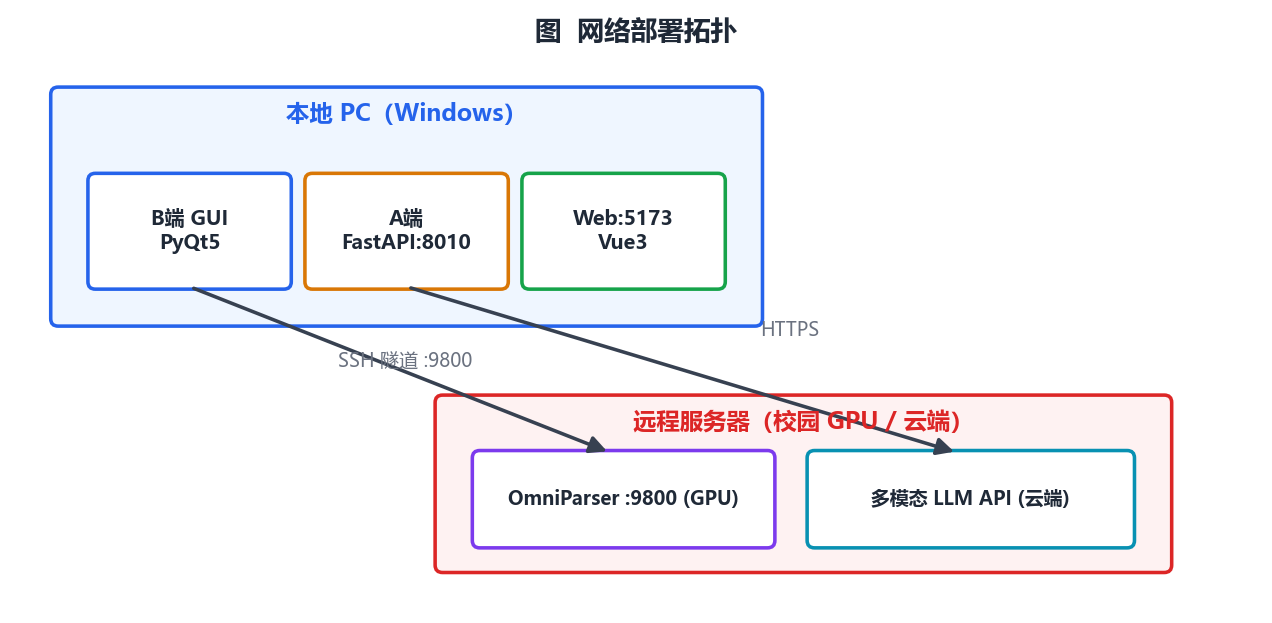 图  网络部署拓扑
本地 PC（Windows）
B端 GUI
PyQt5
A端
FastAPI:8010
Web:5173
Vue3
HTTPS
SSH 隧道 :9800
远程服务器（校园 GPU / 云端）
OmniParser :9800 (GPU)
多模态 LLM API (云端)